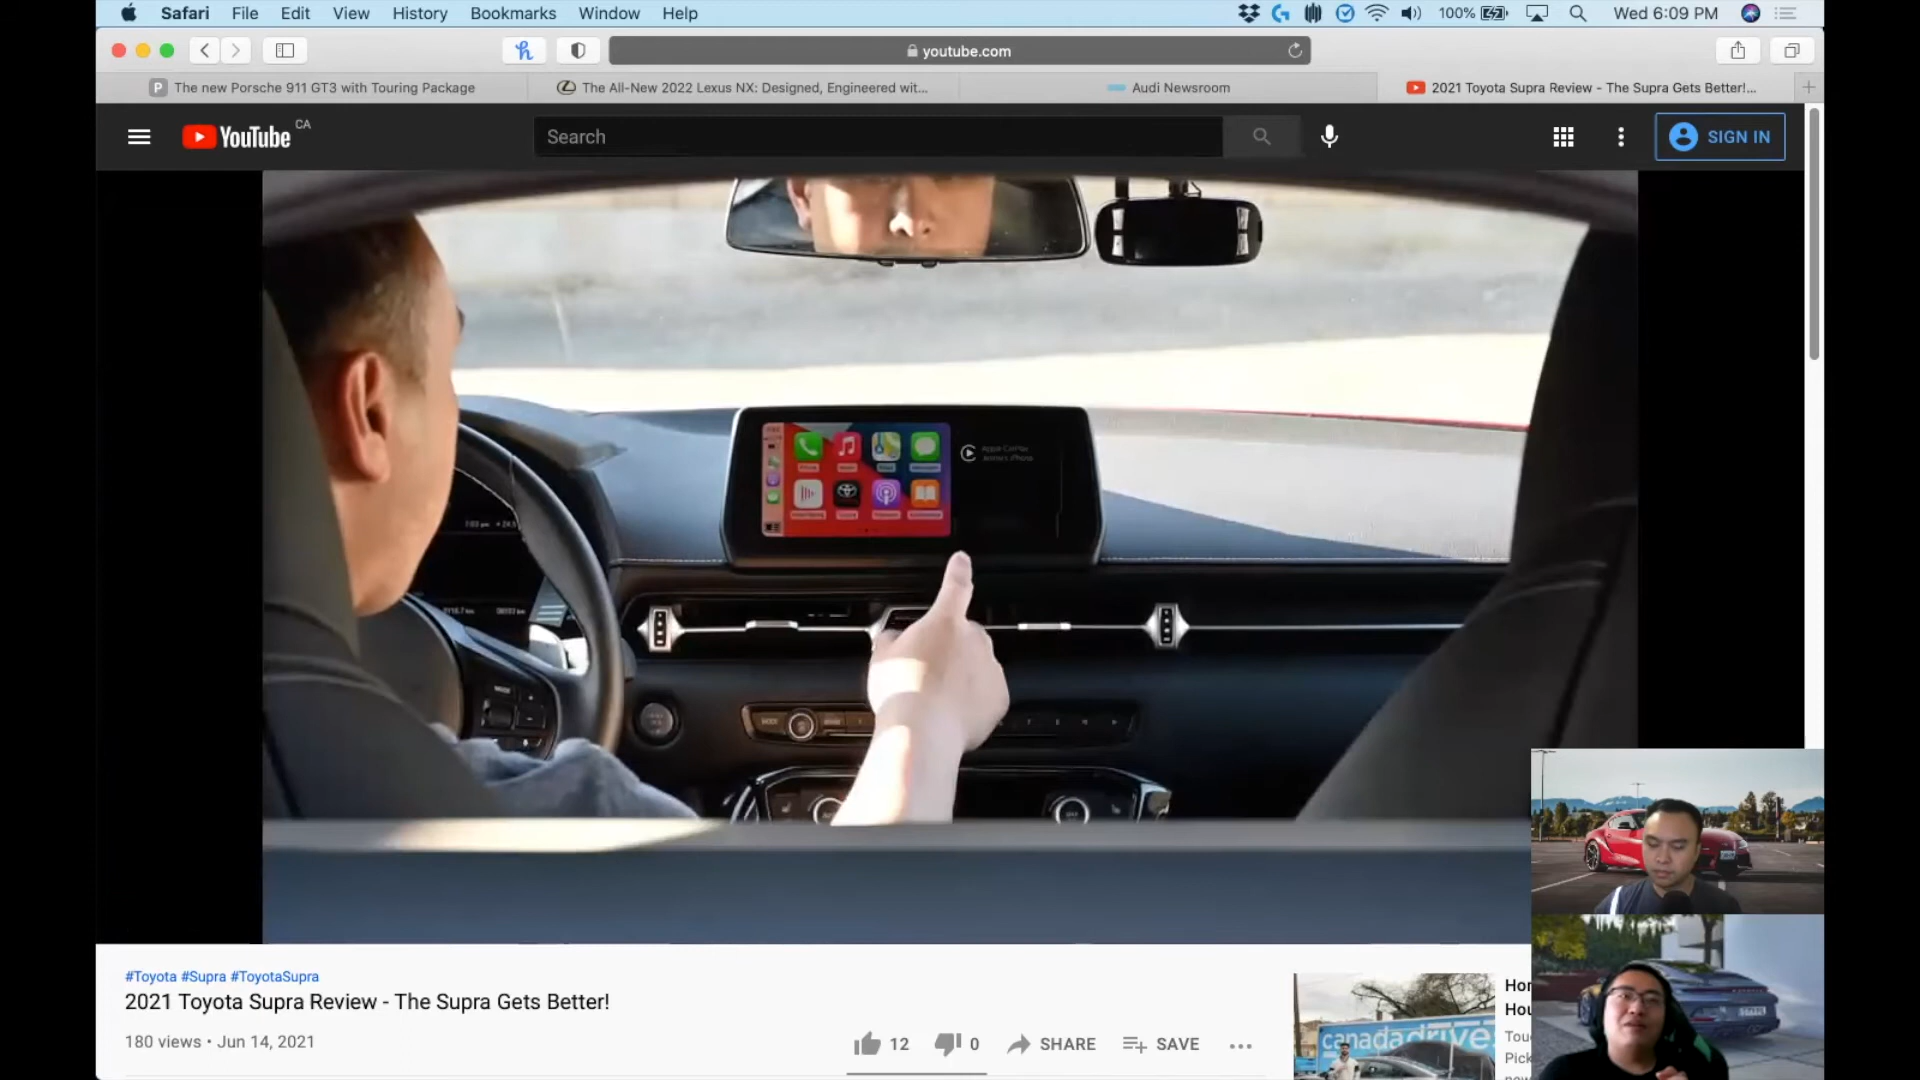 Safari File Edit View History Bookmarks Window Help 100% Wed 6:09 PM
youtube.com
The new Porsche 911 GT3 with Touring Package
The All-New 2022 Lexus NX: Designed, Engineered wit...
Audi Newsroom
2021 Toyota Supra Review - The Supra Gets Better!...
YouTube CA
Search
SIGN IN
Apple CarPlay
MODE
#Toyota #Supra #ToyotaSupra
2021 Toyota Supra Review - The Supra Gets Better!
180 views • Jun 14, 2021
12
0
SHARE
SAVE
canadadrive